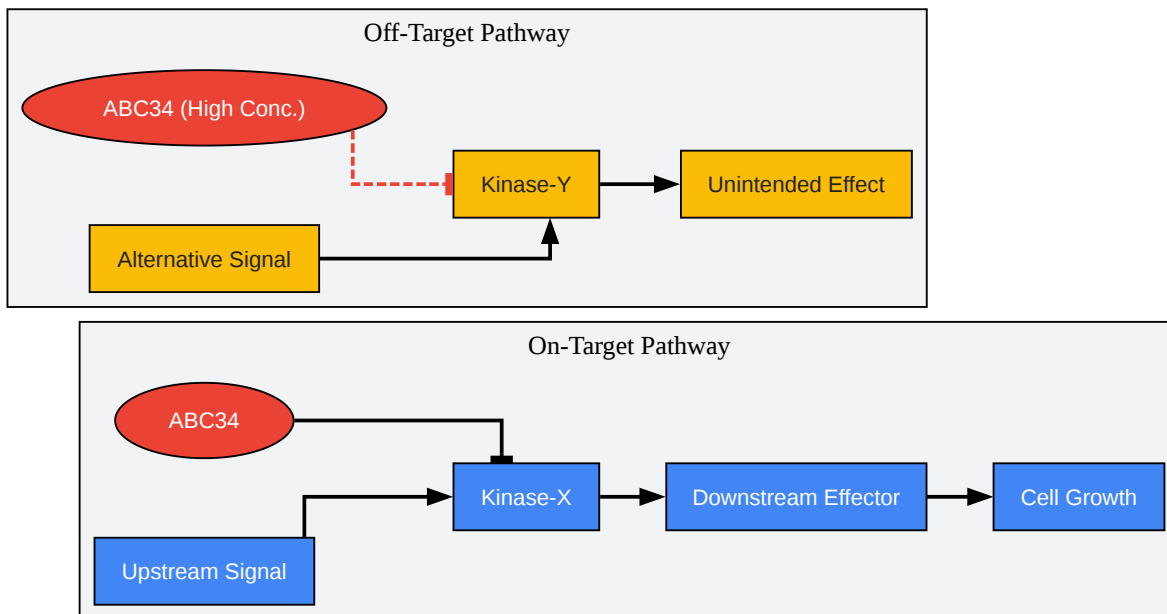 Off-Target Pathway
ABC34 (High Conc.)
Kinase-Y
Unintended Effect
Alternative Signal
On-Target Pathway
ABC34
Kinase-X
Downstream Effector
Cell Growth
Upstream Signal